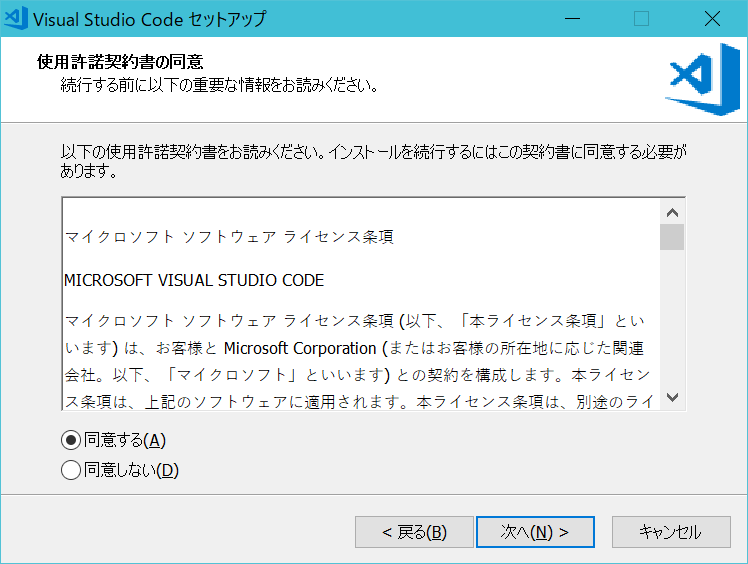 Visual Studio Code セットアップ
使用許諾契約書の同意
続行する前に以下の重要な情報をお読みください。
以下の使用許諾契約書をお読みください。インストールを続行するにはこの契約書に同意する必要が
あります。
マイクロソフト ソフトウェア ライセンス条項
MICROSOFT VISUAL STUDIO CODE
マイクロソフト ソフトウェア ライセンス条項 (以下、「本ライセンス条項」とい
います) は、お客様と Microsoft Corporation (またはお客様の所在地に応じた関連
会社。以下、「マイクロソフト」といいます) との契約を構成します。本ライセン
ス条項は、上記のソフトウェアに適用されます。本ライセンス条項は、別途のライ
同意する(A)
同意しない(D)
< 戻る(B)
次へ(N) >
キャンセル